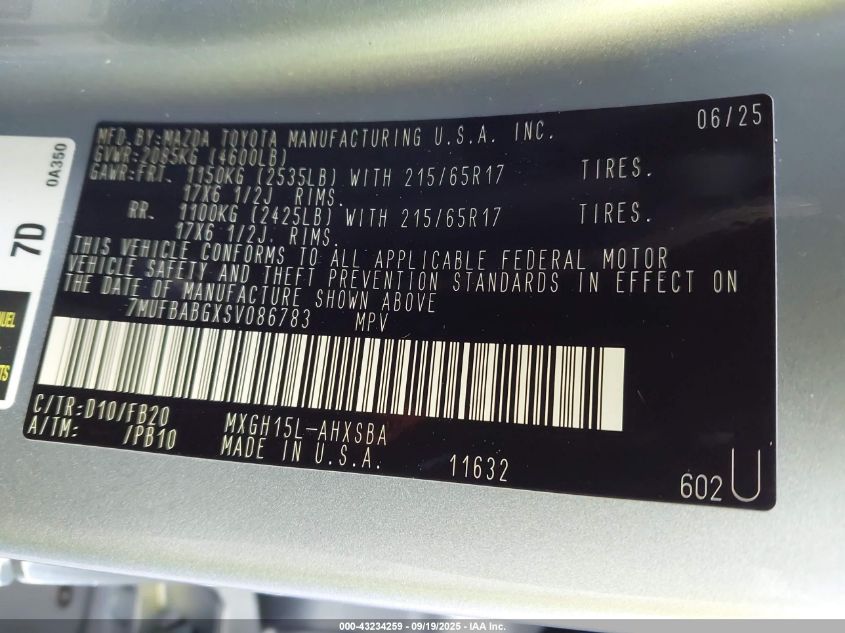 MFD.BY:MAZDA TOYOTA MANUFACTURING U.S.A. INC. 06/25
GVWR:2085KG (4600LB)
GAWR:FRT. 1150KG (2535LB) WITH 215/65R17 TIRES.
17X6 1/2J RIMS.
RR. 1100KG (2425LB) WITH 215/65R17 TIRES.
17X6 1/2J. RIMS.
THIS VEHICLE CONFORMS TO ALL APPLICABLE FEDERAL MOTOR
VEHICLE SAFETY AND THEFT PREVENTION STANDARDS IN EFFECT ON
THE DATE OF MANUFACTURE SHOWN ABOVE
7MUFBABGXSV086783 MPV
C/TR:D10/FB20 MXGH15L-AHXSBA
A/TM: /PB10 MADE IN U.S.A. 11632
602 U
0A350
7D
000-43234259 - 09/19/2025 - IAA Inc.